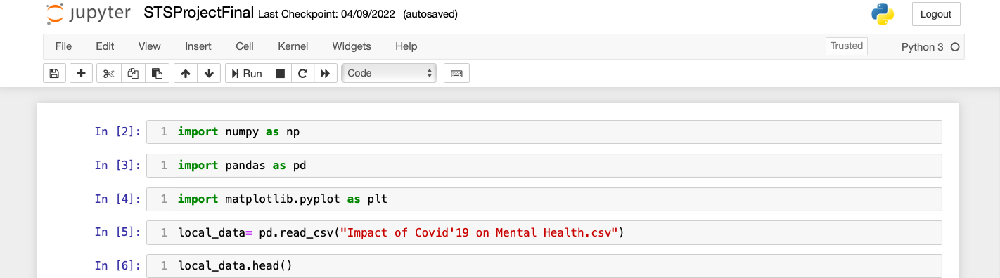 jupyter STSProjectFinal Last Checkpoint: 04/09/2022 (autosaved) Logout
File Edit View Insert Cell Kernel Widgets Help Trusted Python 3
Run Code
In [2]: 1 import numpy as np
In [3]: 1 import pandas as pd
In [4]: 1 import matplotlib.pyplot as plt
In [5]: 1 local_data= pd.read_csv("Impact of Covid'19 on Mental Health.csv")
In [6]: 1 local_data.head()